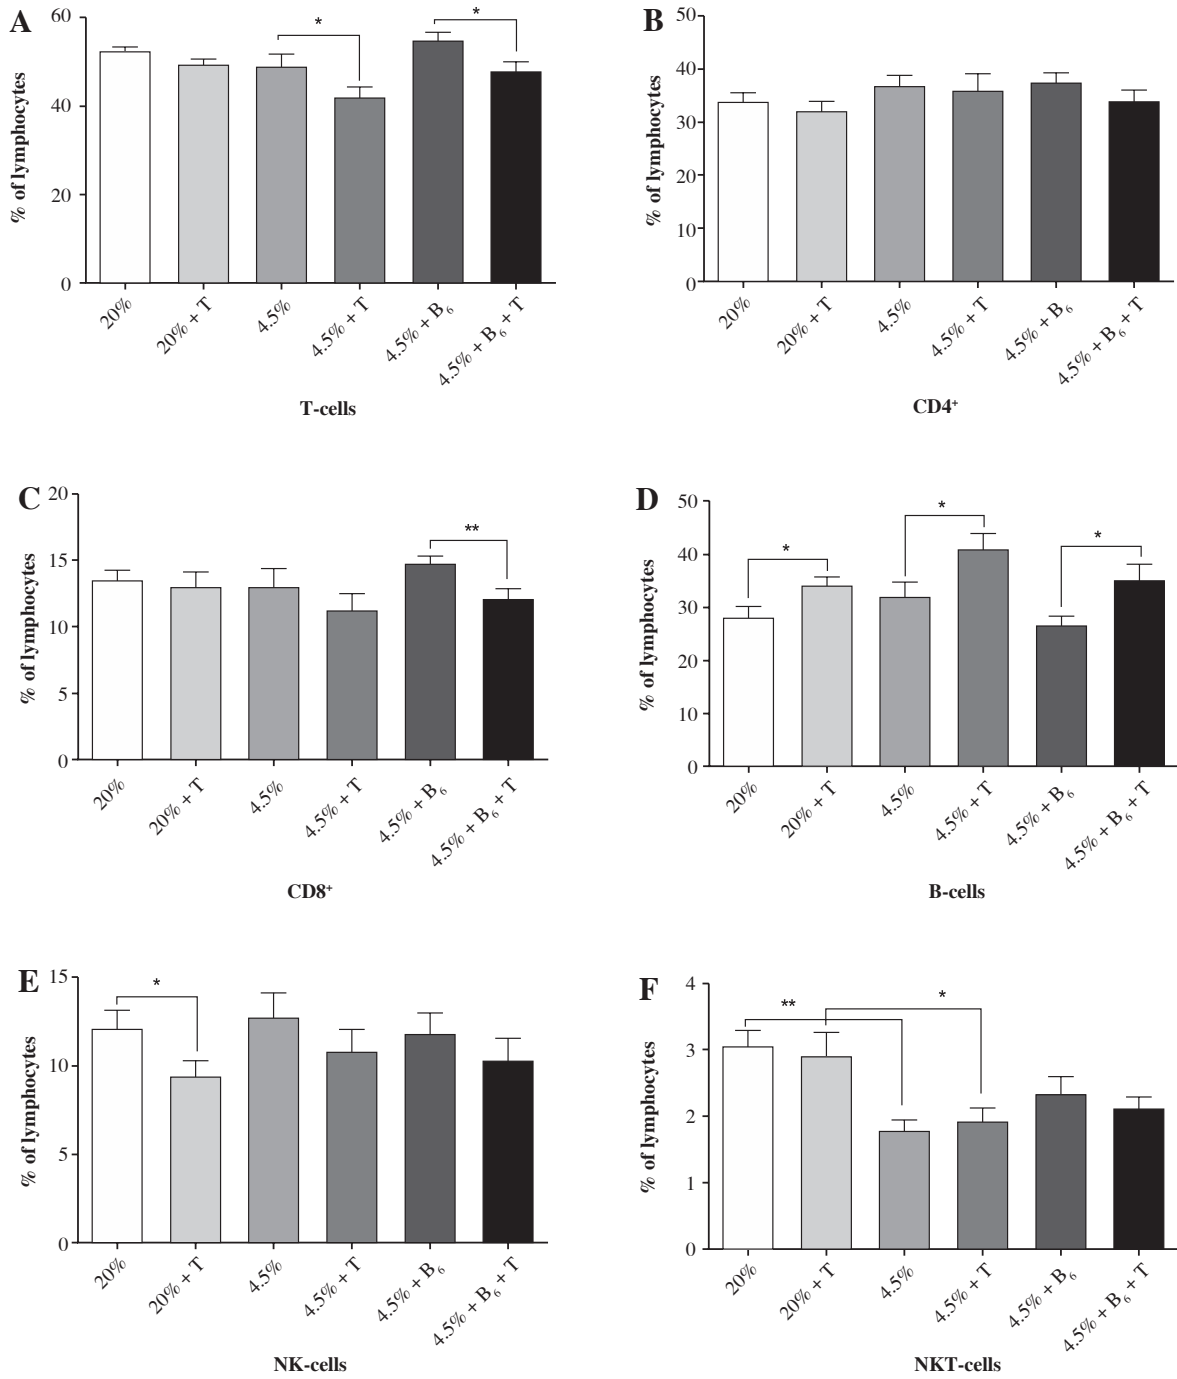 A
% of lymphocytes
60
40
20
0
*
*
20%
20% + T
4.5%
4.5% + T
4.5% + B₆
4.5% + B₆ + T
T-cells
B
% of lymphocytes
50
40
30
20
10
0
20%
20% + T
4.5%
4.5% + T
4.5% + B₆
4.5% + B₆ + T
CD4⁺
C
% of lymphocytes
20
15
10
5
0
**
20%
20% + T
4.5%
4.5% + T
4.5% + B₆
4.5% + B₆ + T
CD8⁺
D
% of lymphocytes
50
40
30
20
10
0
*
*
*
20%
20% + T
4.5%
4.5% + T
4.5% + B₆
4.5% + B₆ + T
B-cells
E
% of lymphocytes
15
10
5
0
*
20%
20% + T
4.5%
4.5% + T
4.5% + B₆
4.5% + B₆ + T
NK-cells
F
% of lymphocytes
4
3
2
1
0
**
*
20%
20% + T
4.5%
4.5% + T
4.5% + B₆
4.5% + B₆ + T
NKT-cells